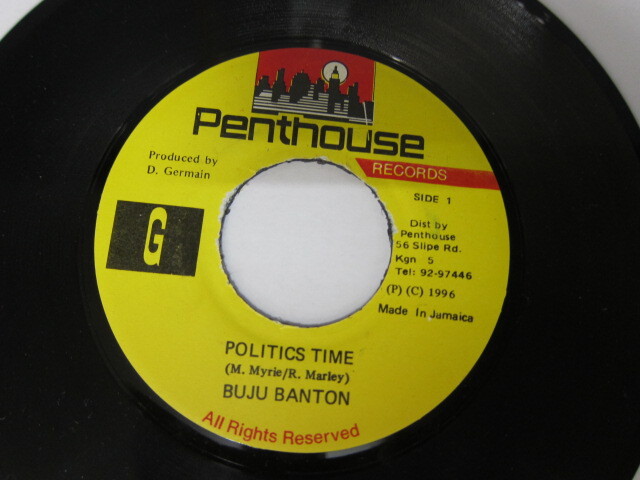 Penthouse
RECORDS
Produced by
D. Germain
SIDE 1
G
Dist by
Penthouse
56 Slipe Rd.
Kgn 5
Tel: 92-97446
(P) (C) 1996
Made In Jamaica
POLITICS TIME
(M. Myrie/R. Marley)
BUJU BANTON
All Rights Reserved